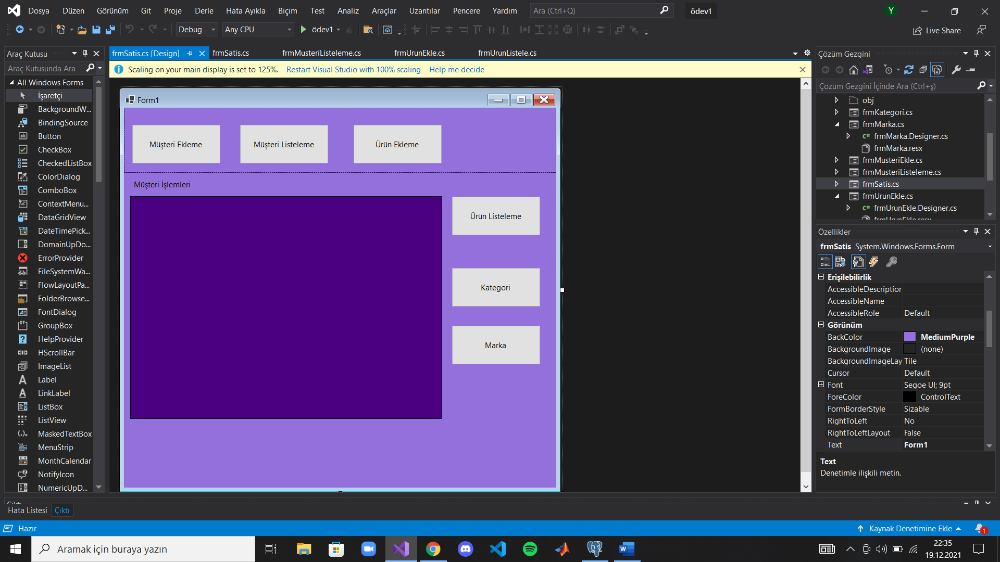 Dosya Düzen Görünüm Git Proje Derle Hata Ayıkla Biçim Test Analiz Araçlar Uzantılar Pencere Yardım Ara (Ctrl+Q) ödev1 Y
Debug Any CPU ödev1 Live Share
Araç Kutusu
Araç Kutusunda Ara
All Windows Forms
İşaretçi
BackgroundW...
BindingSource
Button
CheckBox
CheckedListBox
ColorDialog
ComboBox
ContextMenu...
DataGridView
DateTimePick...
DomainUpDo...
ErrorProvider
FileSystemWa...
FlowLayoutPa...
FolderBrowse...
FontDialog
GroupBox
HelpProvider
HScrollBar
ImageList
Label
LinkLabel
ListBox
ListView
MaskedTextBox
MenuStrip
MonthCalendar
NotifyIcon
NumericUpD...
frmSatis.cs [Design] frmSatis.cs frmMusteriListeleme.cs frmUrunEkle.cs frmUrunListele.cs
Scaling on your main display is set to 125%. Restart Visual Studio with 100% scaling Help me decide
Form1
Müşteri Ekleme Müşteri Listeleme Ürün Ekleme
Müşteri İşlemleri
Ürün Listeleme
Kategori
Marka
Çözüm Gezgini
Çözüm Gezgini İçinde Ara (Ctrl+ş)
obj
frmKategori.cs
frmMarka.cs
C# frmMarka.Designer.cs
frmMarka.resx
frmMusteriEkle.cs
frmMusteriListeleme.cs
frmSatis.cs
frmUrunEkle.cs
C# frmUrunEkle.Designer.cs
frmUrunEkle.resx
Özellikler
frmSatis System.Windows.Forms.Form
Erişilebilirlik
AccessibleDescription
AccessibleName
AccessibleRole Default
Görünüm
BackColor MediumPurple
BackgroundImage (none)
BackgroundImageLay Tile
Cursor Default
Font Segoe UI; 9pt
ForeColor ControlText
FormBorderStyle Sizable
RightToLeft No
RightToLeftLayout False
Text Form1
Text
Denetimle ilişkili metin.
Çıktı
Hata Listesi Çıktı
Hazır Kaynak Denetimine Ekle 1
Aramak için buraya yazın
22:35
19.12.2021